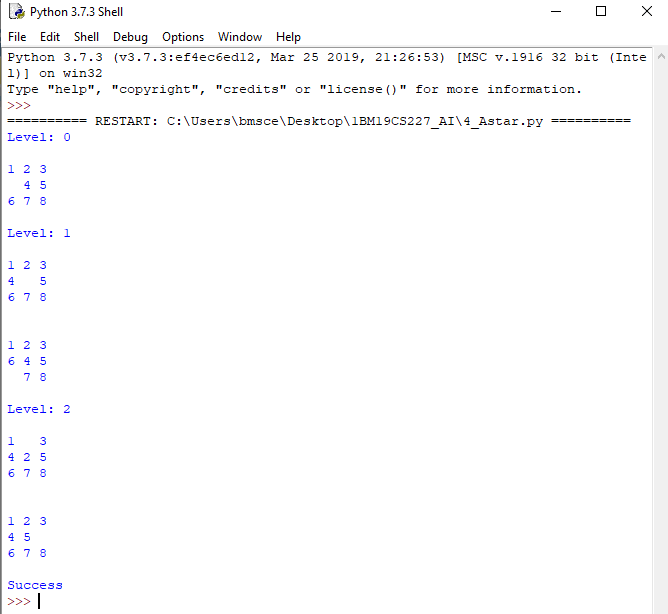 Python 3.7.3 Shell
File Edit Shell Debug Options Window Help
Python 3.7.3 (v3.7.3:ef4ec6ed12, Mar 25 2019, 21:26:53) [MSC v.1916 32 bit (Inte
l)] on win32
Type "help", "copyright", "credits" or "license()" for more information.
>>>
========== RESTART: C:\Users\bmsce\Desktop\1BM19CS227_AI\4_Astar.py ==========
Level: 0
1 2 3
  4 5
6 7 8
Level: 1
1 2 3
4   5
6 7 8
1 2 3
6 4 5
  7 8
Level: 2
1   3
4 2 5
6 7 8
1 2 3
4 5
6 7 8
Success
>>>